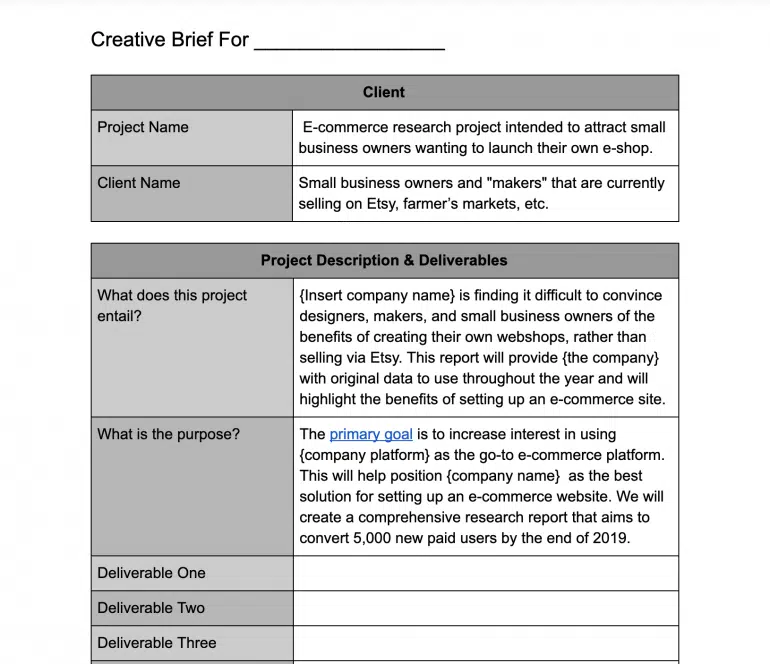 Creative Brief For __________________
Client
Project Name
E-commerce research project intended to attract small
business owners wanting to launch their own e-shop.
Client Name
Small business owners and "makers" that are currently
selling on Etsy, farmer’s markets, etc.
Project Description & Deliverables
What does this project
entail?
{Insert company name} is finding it difficult to convince
designers, makers, and small business owners of the
benefits of creating their own webshops, rather than
selling via Etsy. This report will provide {the company}
with original data to use throughout the year and will
highlight the benefits of setting up an e-commerce site.
What is the purpose?
The primary goal is to increase interest in using
{company platform} as the go-to e-commerce platform.
This will help position {company name}  as the best
solution for setting up an e-commerce website. We will
create a comprehensive research report that aims to
convert 5,000 new paid users by the end of 2019.
Deliverable One
Deliverable Two
Deliverable Three